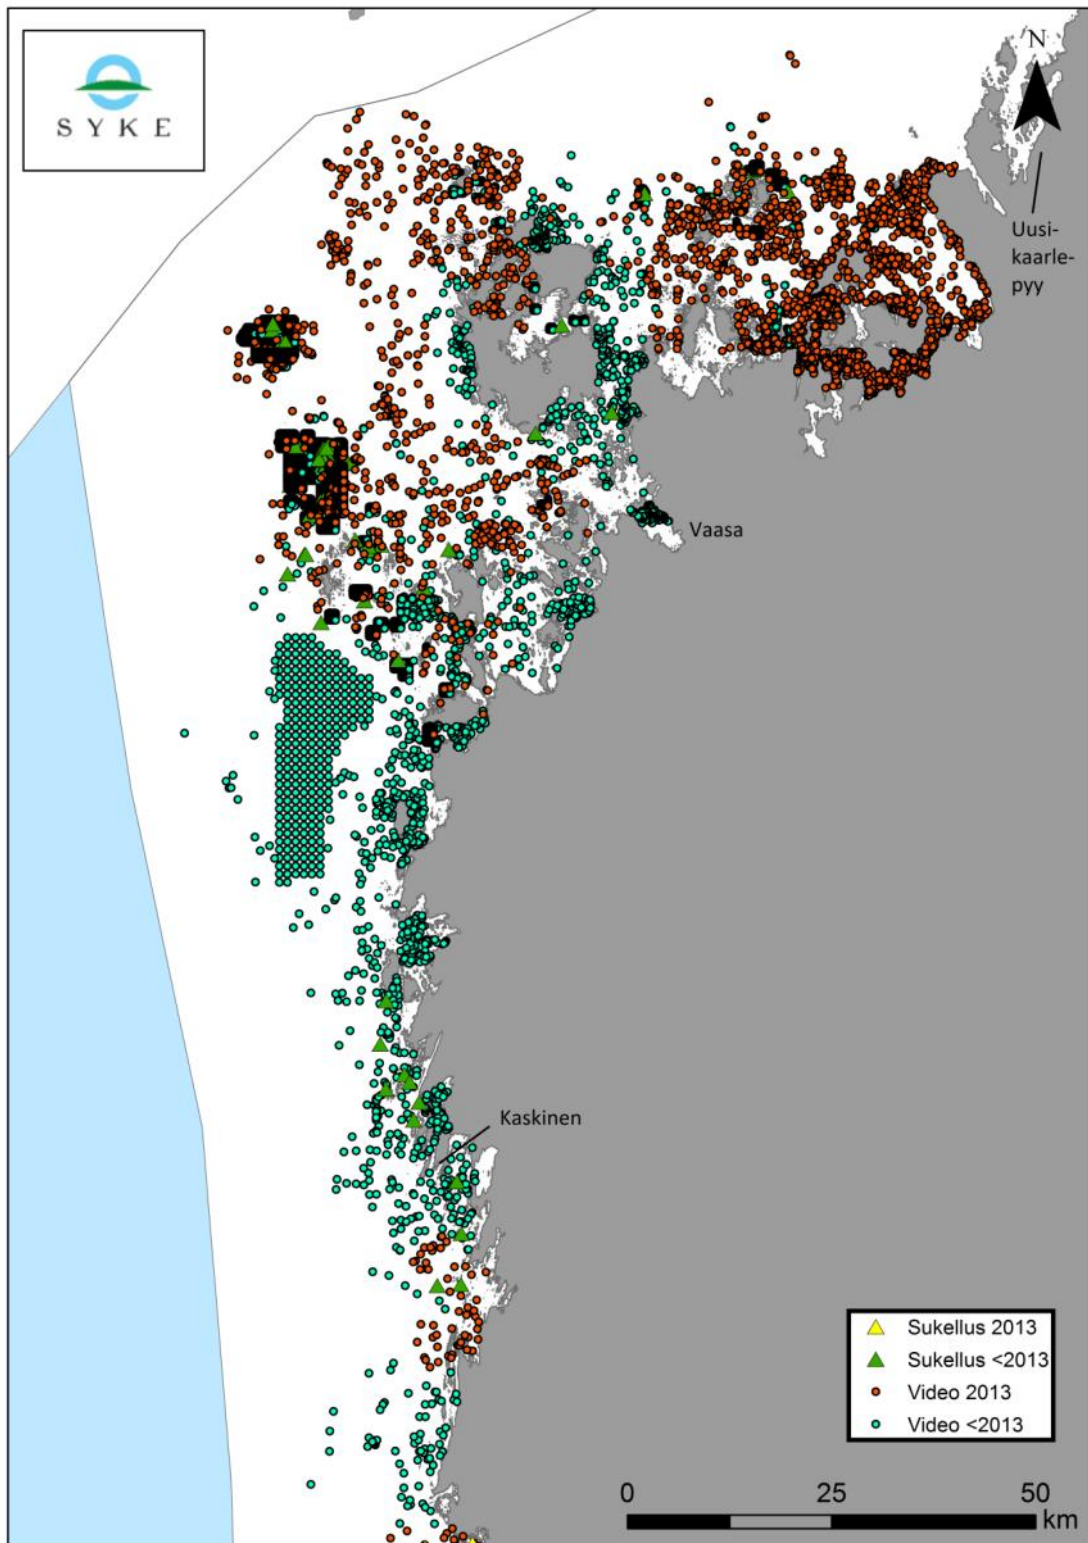 SYKE
N
Uusi-
kaarle-
pyy
Vaasa
Kaskinen
Sukellus 2013
Sukellus <2013
Video 2013
Video <2013
0 25 50
km